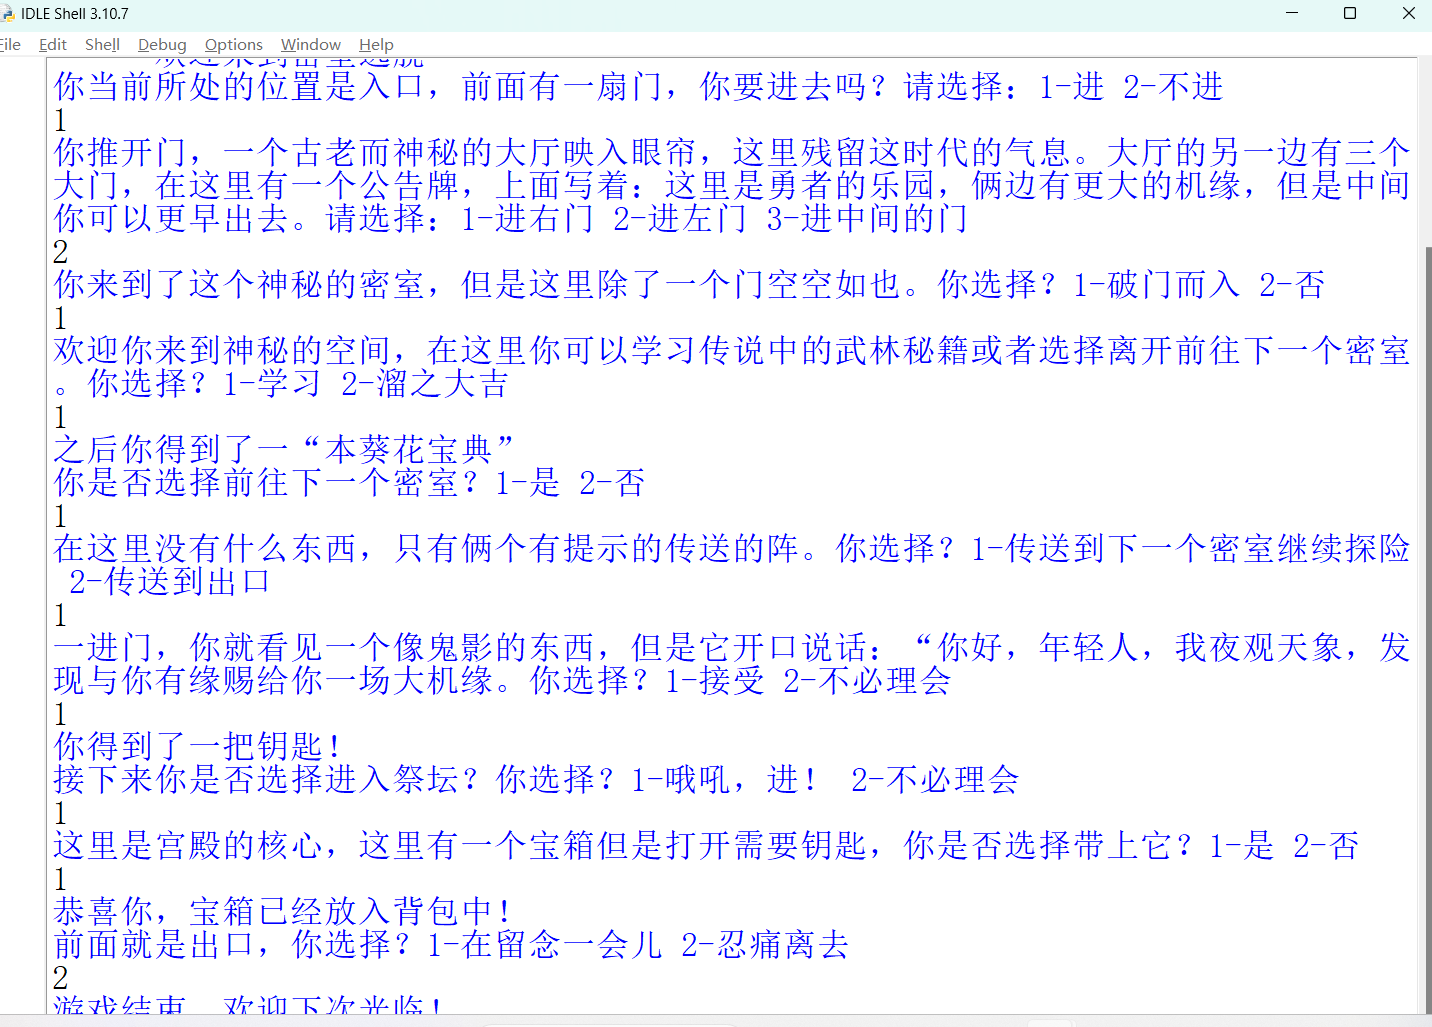 IDLE Shell 3.10.7
File Edit Shell Debug Options Window Help
欢迎来到密室逃脱
你当前所处的位置是入口，前面有一扇门，你要进去吗？请选择：1-进 2-不进
1
你推开门，一个古老而神秘的大厅映入眼帘，这里残留这时代的气息。大厅的另一边有三个
大门，在这里有一个公告牌，上面写着：这里是勇者的乐园，俩边有更大的机缘，但是中间
你可以更早出去。请选择：1-进右门 2-进左门 3-进中间的门
2
你来到了这个神秘的密室，但是这里除了一个门空空如也。你选择？1-破门而入 2-否
1
欢迎你来到神秘的空间，在这里你可以学习传说中的武林秘籍或者选择离开前往下一个密室
。你选择？1-学习 2-溜之大吉
1
之后你得到了一“本葵花宝典”
你是否选择前往下一个密室？1-是 2-否
1
在这里没有什么东西，只有俩个有提示的传送的阵。你选择？1-传送到下一个密室继续探险
2-传送到出口
1
一进门，你就看见一个像鬼影的东西，但是它开口说话：“你好，年轻人，我夜观天象，发
现与你有缘赐给你一场大机缘。你选择？1-接受 2-不必理会
1
你得到了一把钥匙！
接下来你是否选择进入祭坛？你选择？1-哦吼，进！ 2-不必理会
1
这里是宫殿的核心，这里有一个宝箱但是打开需要钥匙，你是否选择带上它？1-是 2-否
1
恭喜你，宝箱已经放入背包中！
前面就是出口，你选择？1-在留念一会儿 2-忍痛离去
2
游戏结束，欢迎下次光临！